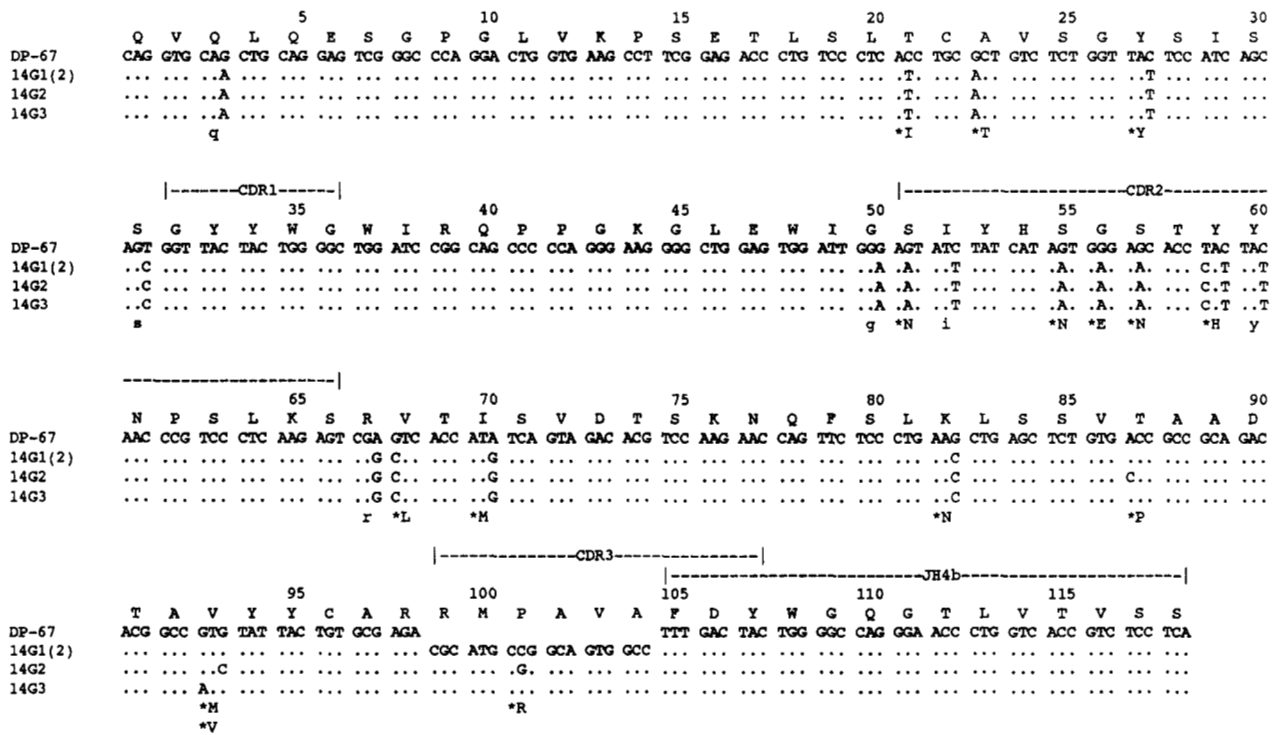 5 10 15 20 25 30
Q V Q L Q E S G P G L V K P S E T L S L T C A V S G Y S I S
DP-67 CAG GTG CAG CTG CAG GAG TCG GGC CCA GGA CTG GTG AAG CCT TCG GAG ACC CTG TCC CTC ACC TGC GCT GTC TCT GGT TAC TCC ATC AGC
14G1(2) ... ... ..A ... ... ... ... ... ... ... ... ... ... ... ... ... ... ... ... ... .T. ... A.. ... ... ... ..T ... ... ...
14G2 ... ... ..A ... ... ... ... ... ... ... ... ... ... ... ... ... ... ... ... ... .T. ... A.. ... ... ... ..T ... ... ...
14G3 ... ... ..A ... ... ... ... ... ... ... ... ... ... ... ... ... ... ... ... ... .T. ... A.. ... ... ... ..T ... ... ...
q *I *T *Y
|-------CDR1------| |-----------------------CDR2---------
35 40 45 50 55 60
S G Y Y W G W I R Q P P G K G L E W I G S I Y H S G S T Y Y
DP-67 AGT GGT TAC TAC TGG GGC TGG ATC CGG CAG CCC CCA GGG AAG GGG CTG GAG TGG ATT GGG AGT ATC TAT CAT AGT GGG AGC ACC TAC TAC
14G1(2) ..C ... ... ... ... ... ... ... ... ... ... ... ... ... ... ... ... ... ... ..A .A. ..T ... ... .A. .A. .A. ... C.T ..T
14G2 ..C ... ... ... ... ... ... ... ... ... ... ... ... ... ... ... ... ... ... ..A .A. ..T ... ... .A. .A. .A. ... C.T ..T
14G3 ..C ... ... ... ... ... ... ... ... ... ... ... ... ... ... ... ... ... ... ..A .A. ..T ... ... .A. .A. .A. ... C.T ..T
s g *N i *N *E *N *H y
----------------------|
65 70 75 80 85 90
N P S L K S R V T I S V D T S K N Q F S L K L S S V T A A D
DP-67 AAC CCG TCC CTC AAG AGT CGA GTC ACC ATA TCA GTA GAC ACG TCC AAG AAC CAG TTC TCC CTG AAG CTG AGC TCT GTG ACC GCC GCA GAC
14G1(2) ... ... ... ... ... ... ..G C.. ... ..G ... ... ... ... ... ... ... ... ... ... ... ..C ... ... ... ... ... ... ... ...
14G2 ... ... ... ... ... ... ..G C.. ... ..G ... ... ... ... ... ... ... ... ... ... ... ..C ... ... ... ... C.. ... ... ...
14G3 ... ... ... ... ... ... ..G C.. ... ..G ... ... ... ... ... ... ... ... ... ... ... ..C ... ... ... ... ... ... ... ...
r *L *M *N *P
|--------------CDR3---------------|
|--------------------------JH4b-----------------------|
95 100 105 110 115
T A V Y Y C A R R M P A V A F D Y W G Q G T L V T V S S
DP-67 ACG GCC GTG TAT TAC TGT GCG AGA TTT GAC TAC TGG GGC CAG GGA ACC CTG GTC ACC GTC TCC TCA
14G1(2) ... ... ... ... ... ... ... ... CGC ATG CCG GCA GTG GCC ... ... ... ... ... ... ... ... ... ... ... ... ... ...
14G2 ... ... ..C ... ... ... ... ... ... ... .G. ... ... ... ... ... ... ... ... ... ... ... ... ... ... ... ... ...
14G3 ... ... A.. ... ... ... ... ... ... ... ... ... ... ... ... ... ... ... ... ... ... ... ... ... ... ... ... ...
*M *R
*V